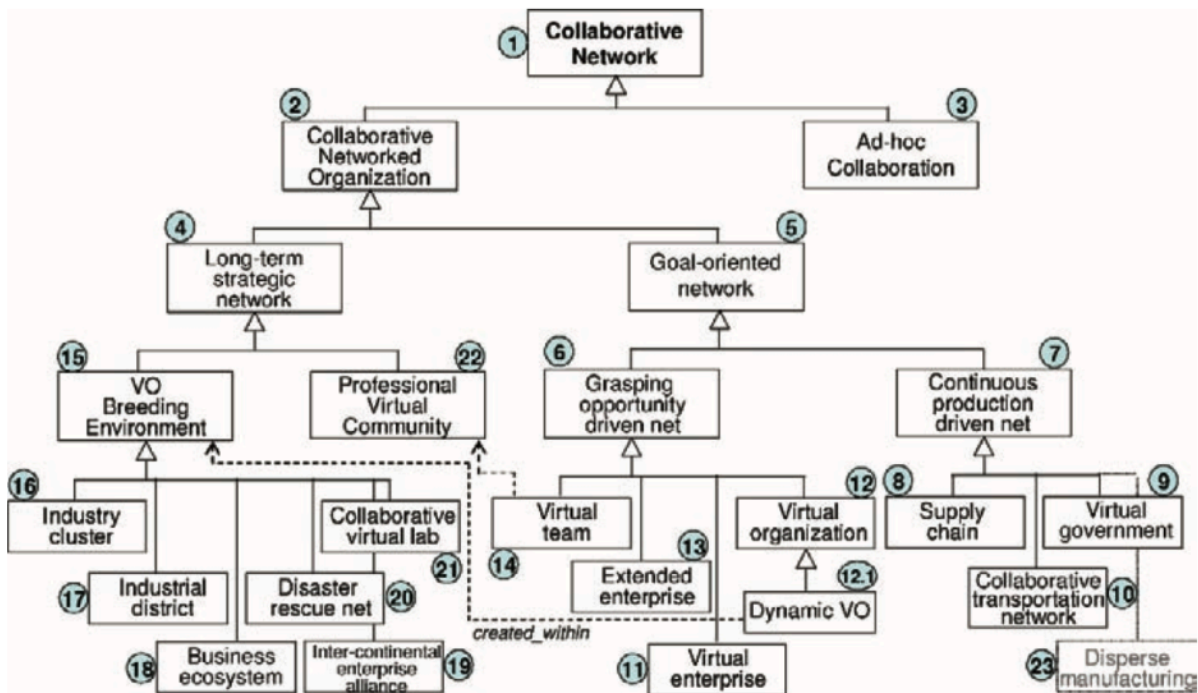 1
Collaborative
Network
2
Collaborative
Networked
Organization
3
Ad-hoc
Collaboration
4
Long-term
strategic
network
5
Goal-oriented
network
15
VO
Breeding
Environment
22
Professional
Virtual
Community
6
Grasping
opportunity
driven net
7
Continuous
production
driven net
16
Industry
cluster
Collaborative
virtual lab
21
14
Virtual
team
12
Virtual
organization
8
Supply
chain
9
Virtual
government
17
Industrial
district
Disaster
rescue net
20
13
Extended
enterprise
12.1
Dynamic VO
Collaborative
transportation
network
10
created_within
18
Business
ecosystem
Inter-continental
enterprise
alliance
19
11
Virtual
enterprise
23
Disperse
manufacturing